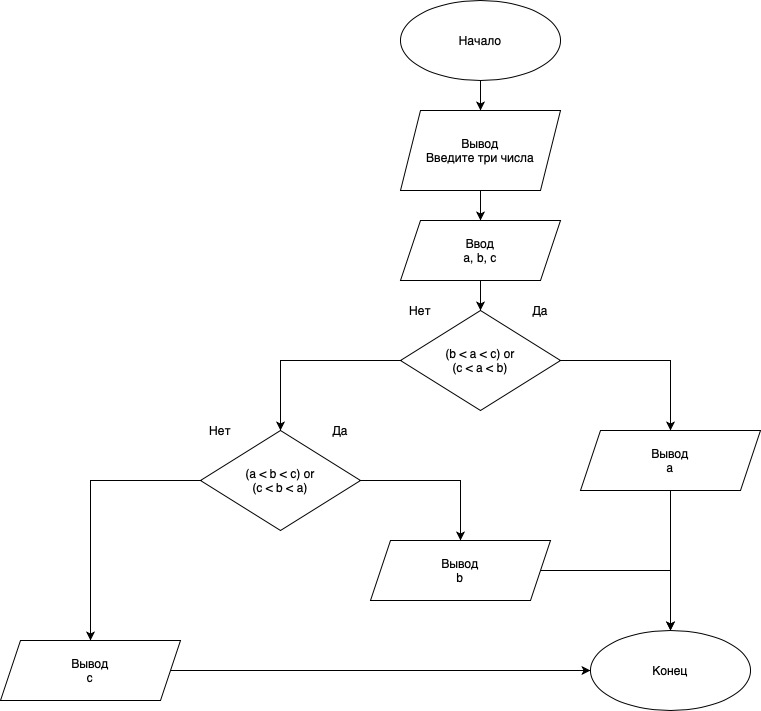 Начало
Вывод
Введите три числа
Ввод
a, b, c
Нет
Да
(b < a < c) or
(c < a < b)
Нет
Да
(a < b < c) or
(c < b < a)
Вывод
a
Вывод
b
Вывод
c
Конец